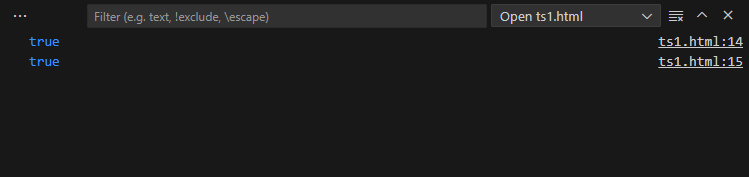 ... Filter (e.g. text, !exclude, \escape) Open ts1.html
true ts1.html:14
true ts1.html:15